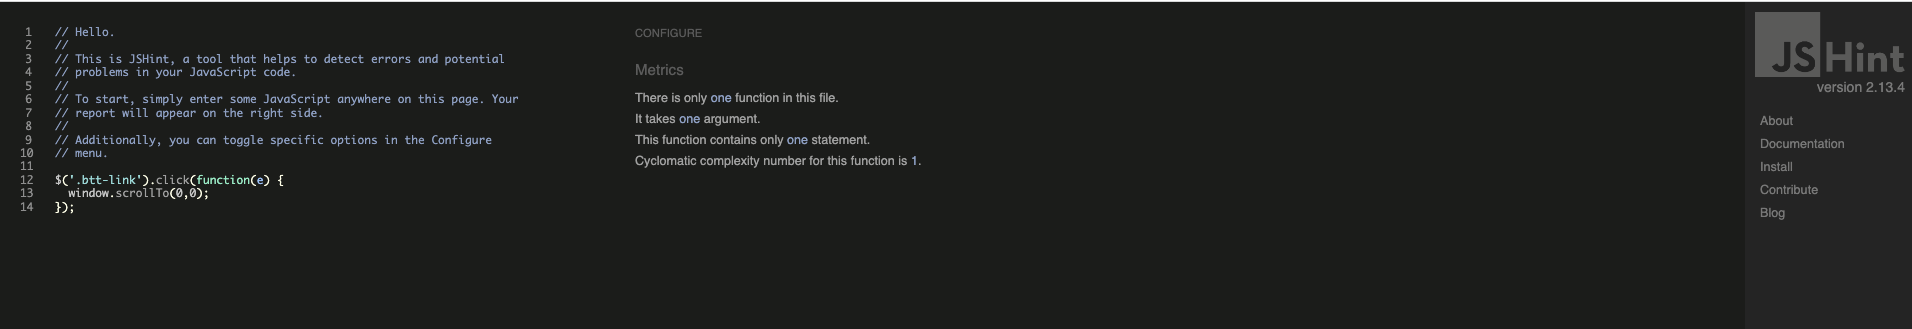 1 // Hello.
2 //
3 // This is JSHint, a tool that helps to detect errors and potential
4 // problems in your JavaScript code.
5 //
6 // To start, simply enter some JavaScript anywhere on this page. Your
7 // report will appear on the right side.
8 //
9 // Additionally, you can toggle specific options in the Configure
10 // menu.
11
12 $('.btt-link').click(function(e) {
13   window.scrollTo(0,0);
14 });
CONFIGURE
Metrics
There is only one function in this file.
It takes one argument.
This function contains only one statement.
Cyclomatic complexity number for this function is 1.
JSHint
version 2.13.4
About
Documentation
Install
Contribute
Blog